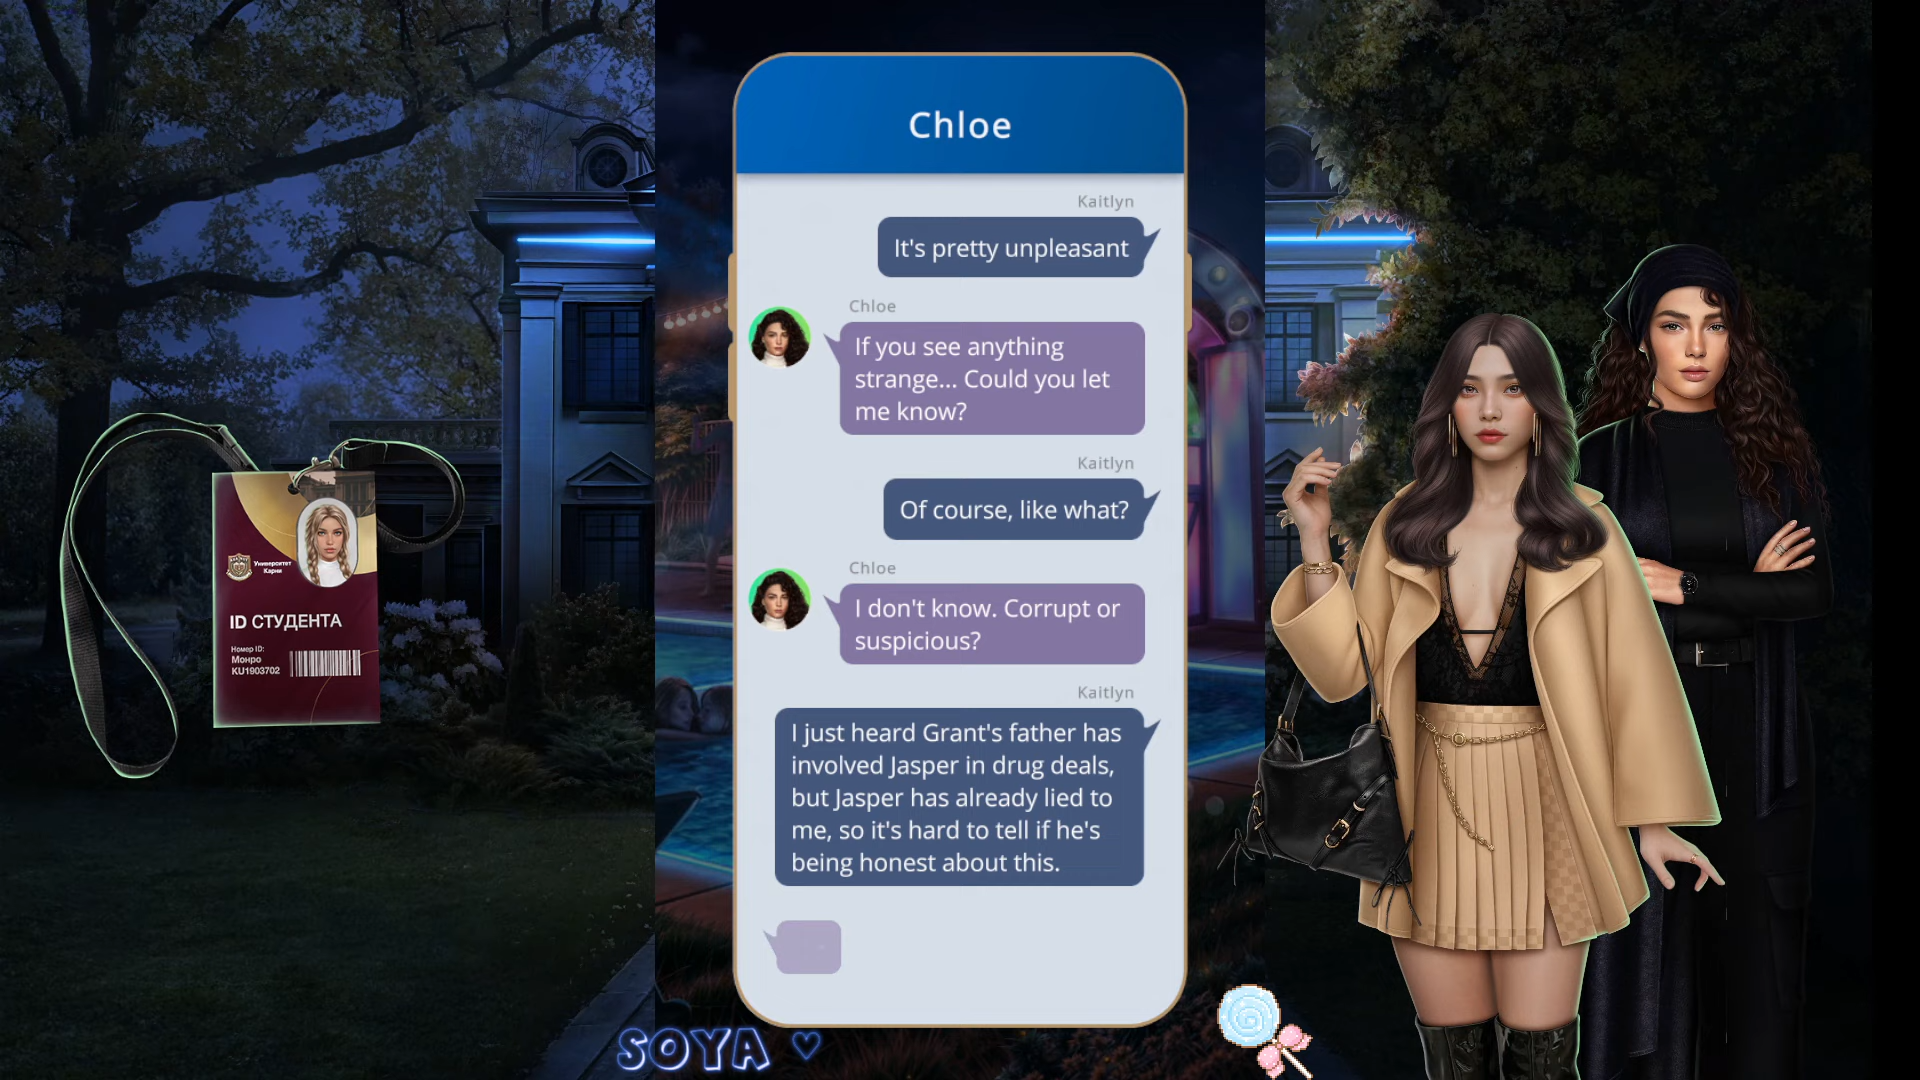 Chloe
Kaitlyn
It's pretty unpleasant
Chloe
If you see anything
strange... Could you let
me know?
Kaitlyn
Of course, like what?
Chloe
I don't know. Corrupt or
suspicious?
Kaitlyn
I just heard Grant's father has
involved Jasper in drug deals,
but Jasper has already lied to
me, so it's hard to tell if he's
being honest about this.
Университет
Карни
ID СТУДЕНТА
Номер ID:
Монро
KU1903702
SOYA